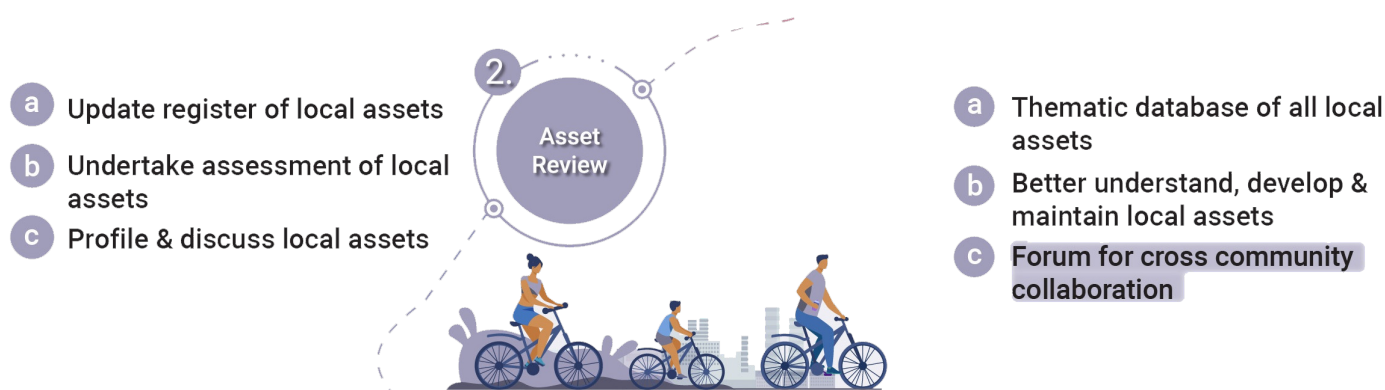 a Update register of local assets
b Undertake assessment of local
assets
c Profile & discuss local assets
2.
Asset
Review
a Thematic database of all local
assets
b Better understand, develop &
maintain local assets
c Forum for cross community
collaboration